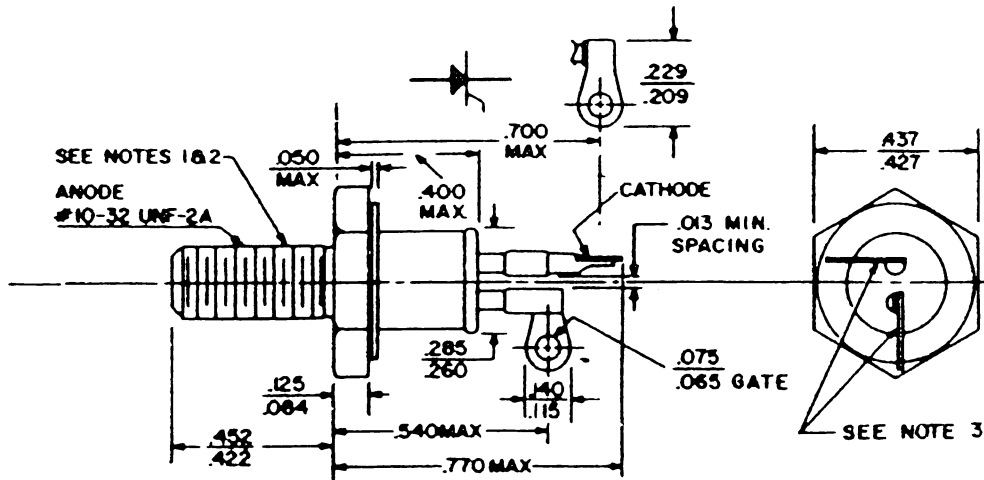 .229
.209
.700
MAX
.437
.427
SEE NOTES 1&2
.050
MAX
.400
MAX
ANODE
#10-32 UNF-2A
CATHODE
.013 MIN.
SPACING
.285
.260
.075
.065 GATE
.125
.084
.140
.115
.452
.422
.540MAX
.770 MAX
SEE NOTE 3